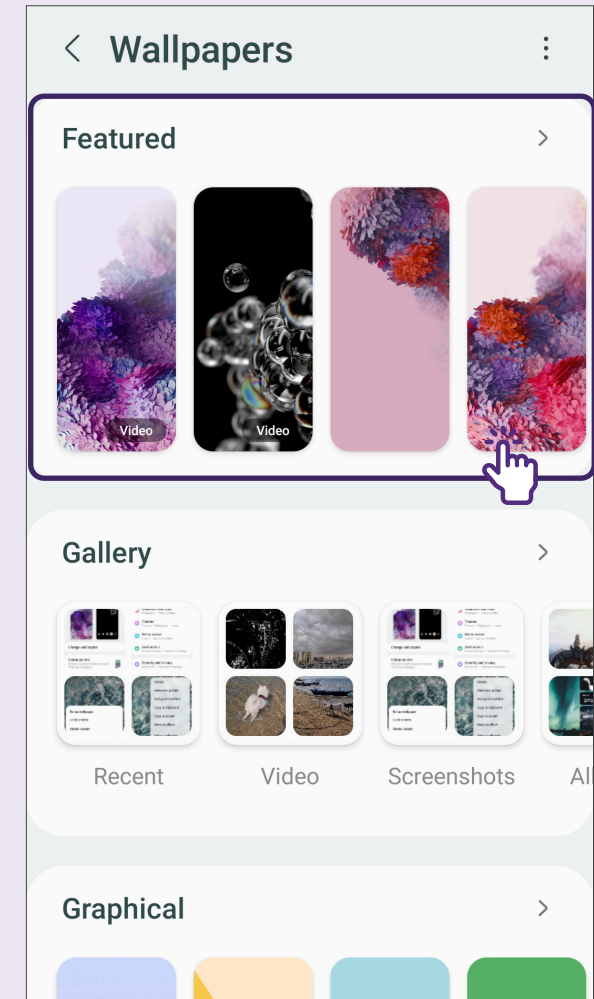 Wallpapers
Featured
Video
Video
Gallery
Recent
Video
Screenshots
All
Graphical